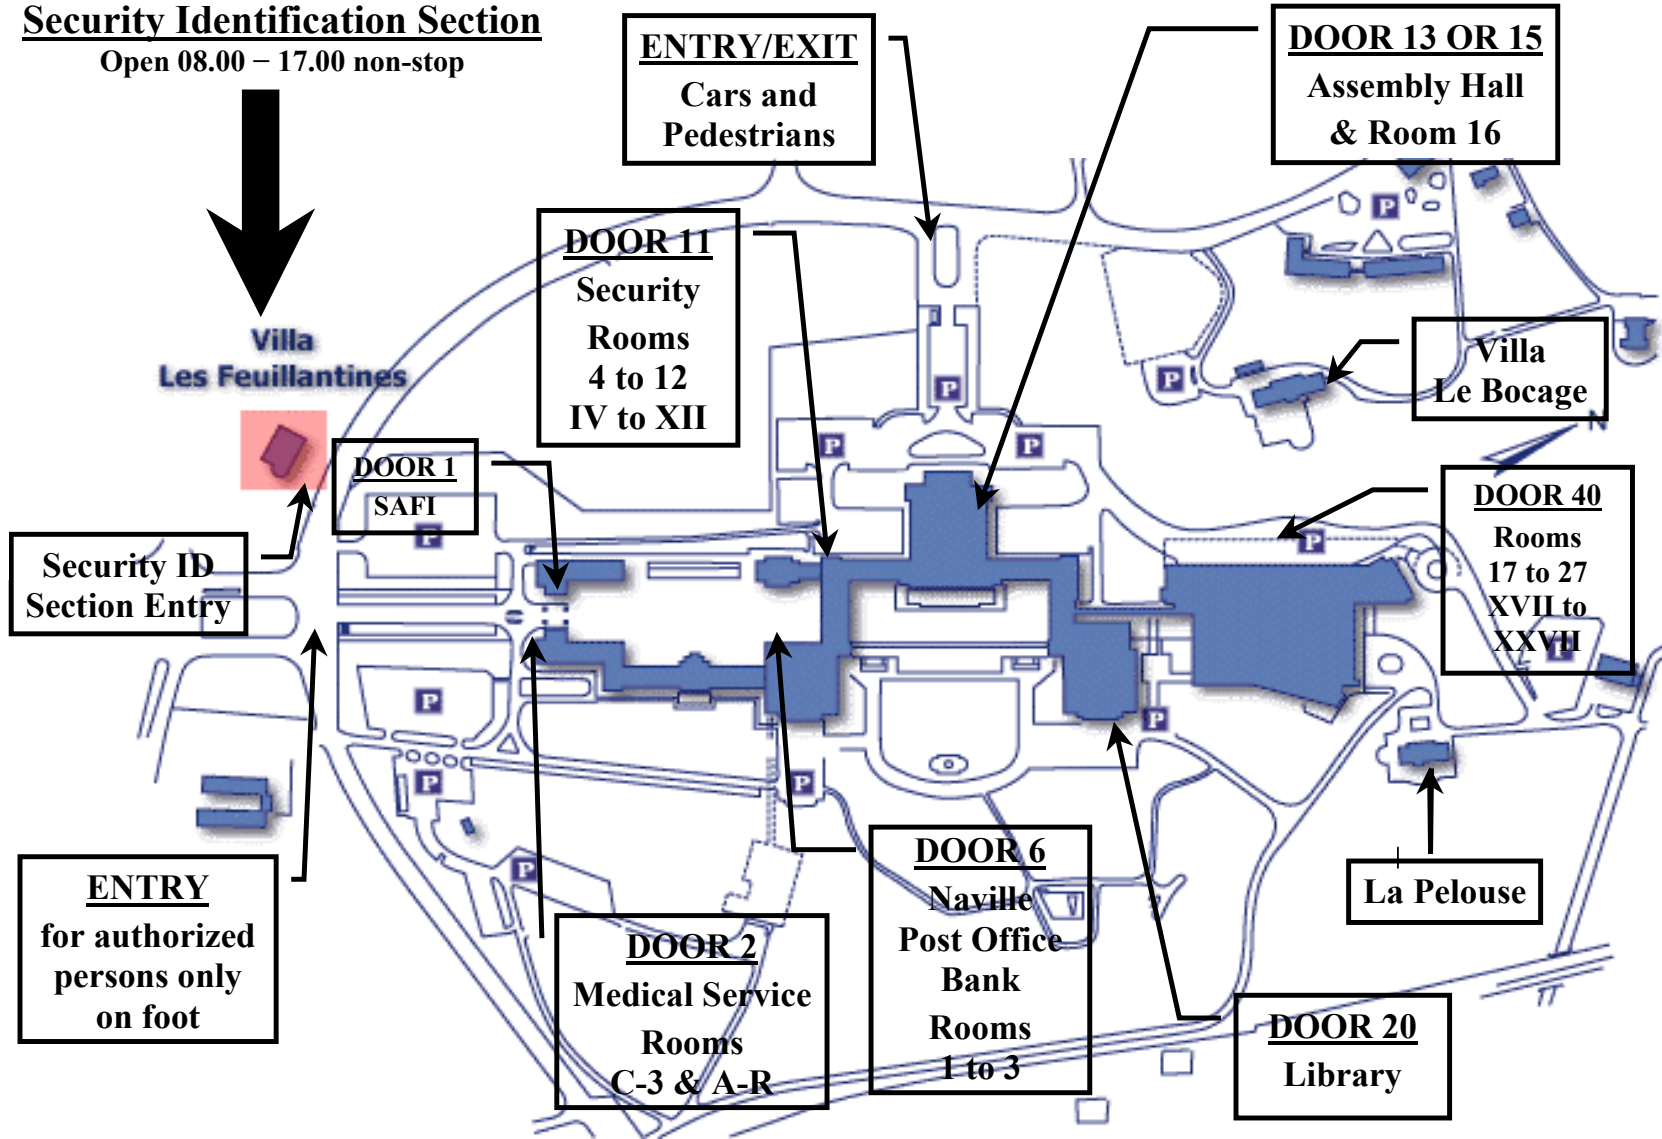 Security Identification Section
Open 08.00 – 17.00 non-stop
ENTRY/EXIT
Cars and
Pedestrians
DOOR 13 OR 15
Assembly Hall
& Room 16
DOOR 11
Security
Rooms
4 to 12
IV to XII
Villa
Les Feuillantines
Villa
Le Bocage
N
DOOR 1
SAFI
DOOR 40
Rooms
17 to 27
XVII to
XXVII
Security ID
Section Entry
P
P
P
P
P
P
P
P
P
P
P
P
P
ENTRY
for authorized
persons only
on foot
DOOR 2
Medical Service
Rooms
C-3 & A-R
DOOR 6
Naville
Post Office
Bank
Rooms
1 to 3
La Pelouse
DOOR 20
Library